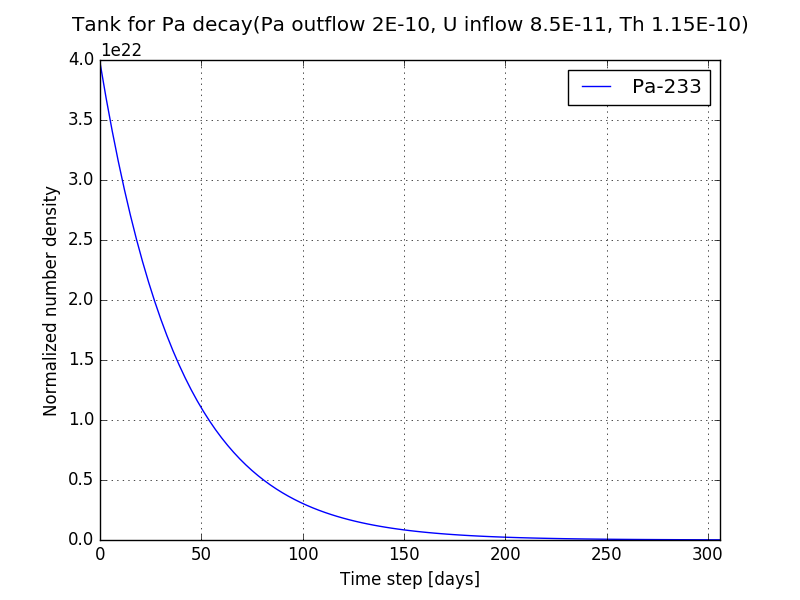 Tank for Pa decay(Pa outflow 2E-10, U inflow 8.5E-11, Th 1.15E-10)
1e22
4.0
3.5
3.0
2.5
2.0
1.5
1.0
0.5
0.0
Normalized number density
Pa-233
0 50 100 150 200 250 300
Time step [days]